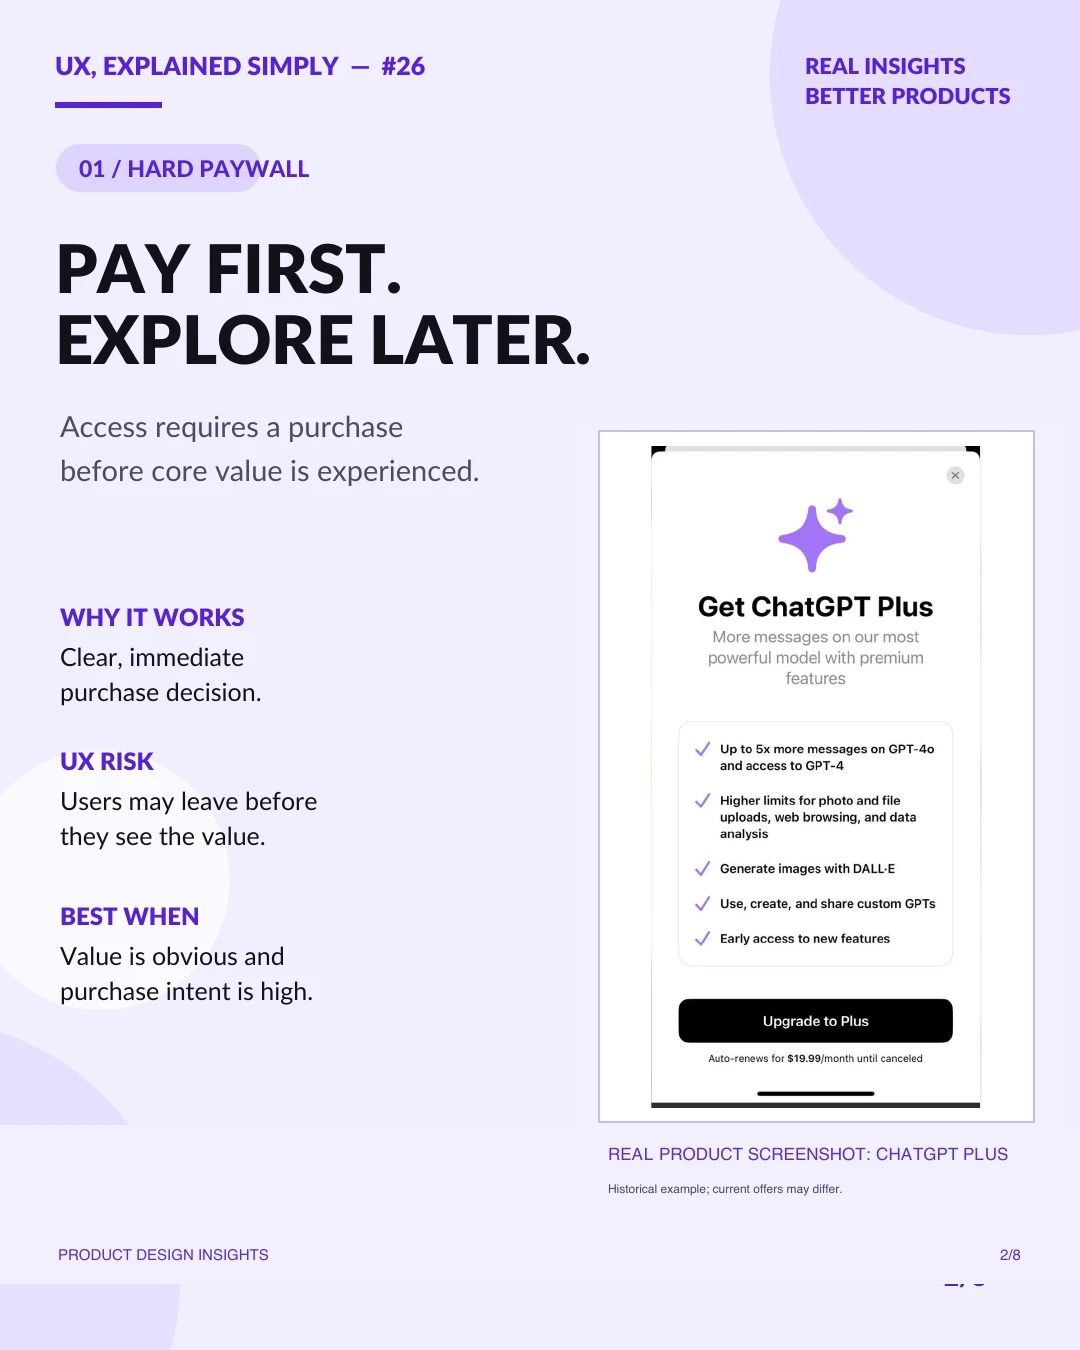 UX, EXPLAINED SIMPLY — #26
REAL INSIGHTS
BETTER PRODUCTS
01 / HARD PAYWALL
PAY FIRST.
EXPLORE LATER.
Access requires a purchase
before core value is experienced.
WHY IT WORKS
Clear, immediate
purchase decision.
UX RISK
Users may leave before
they see the value.
BEST WHEN
Value is obvious and
purchase intent is high.
Get ChatGPT Plus
More messages on our most
powerful model with premium
features
Up to 5x more messages on GPT-4o
and access to GPT-4
Higher limits for photo and file
uploads, web browsing, and data
analysis
Generate images with DALL·E
Use, create, and share custom GPTs
Early access to new features
Upgrade to Plus
Auto-renews for $19.99/month until canceled
REAL PRODUCT SCREENSHOT: CHATGPT PLUS
Historical example; current offers may differ.
PRODUCT DESIGN INSIGHTS
2/8